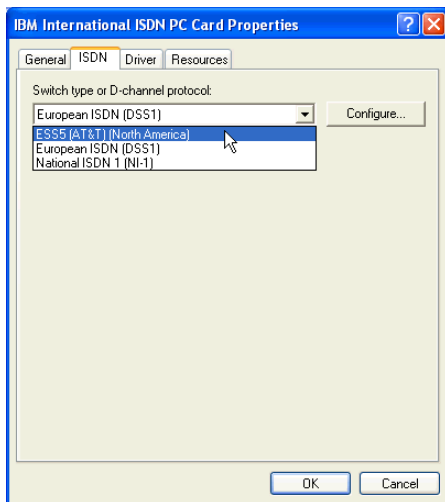 IBM International ISDN PC Card Properties
General ISDN Driver Resources
Switch type or D-channel protocol:
European ISDN (DSS1)
Configure...
ESS5 (AT&T) (North America)
European ISDN (DSS1)
National ISDN 1 (NI-1)
OK Cancel